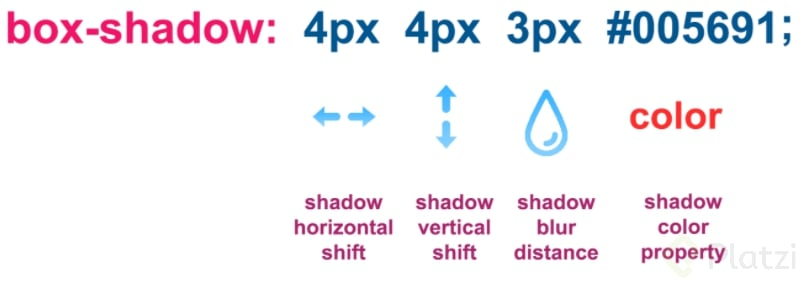 box-shadow: 4px 4px 3px #005691;
color
shadow horizontal shift
shadow vertical shift
shadow blur distance
shadow color property
Platzi